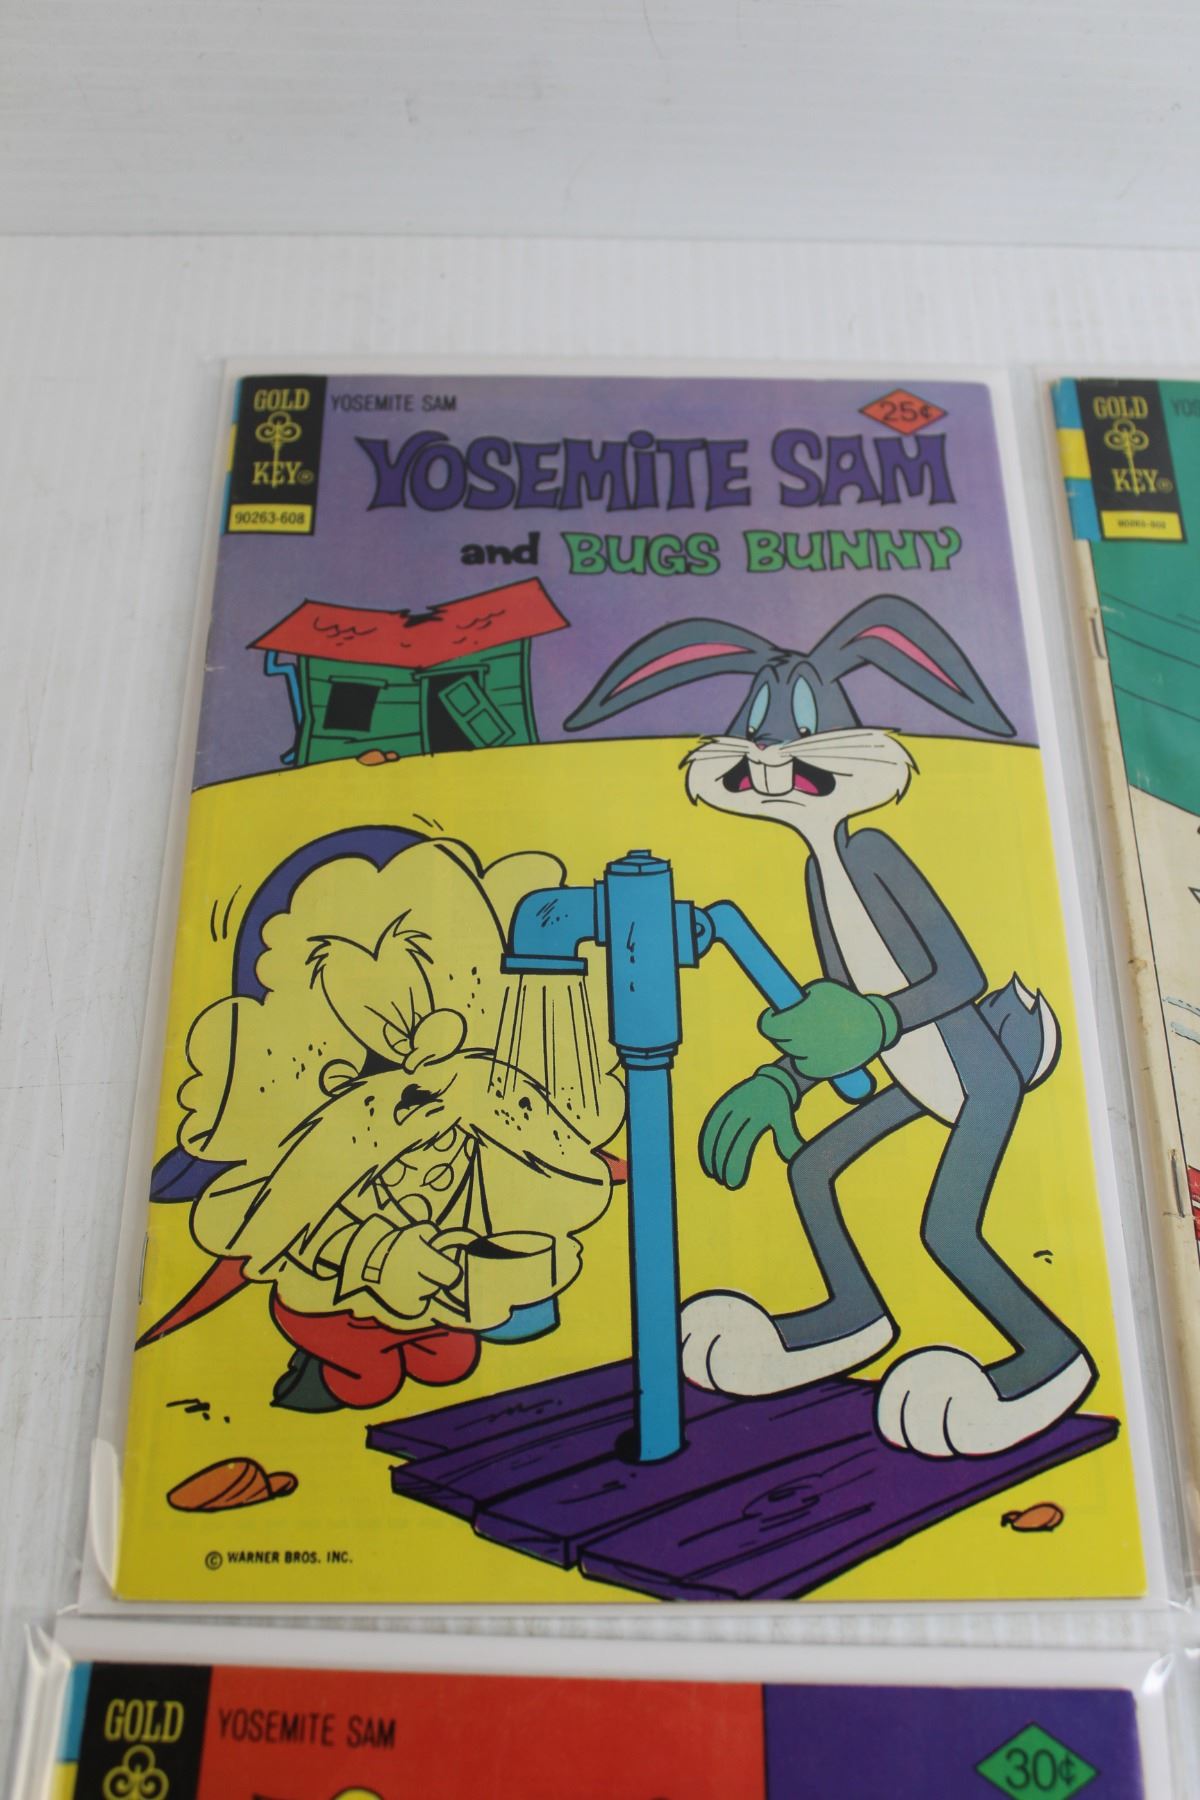 GOLD
KEY®
90263-608
YOSEMITE SAM
25¢
YOSEMITE SAM
and BUGS BUNNY
© WARNER BROS. INC.
GOLD
KEY®
GOLD
YOSEMITE SAM
30¢